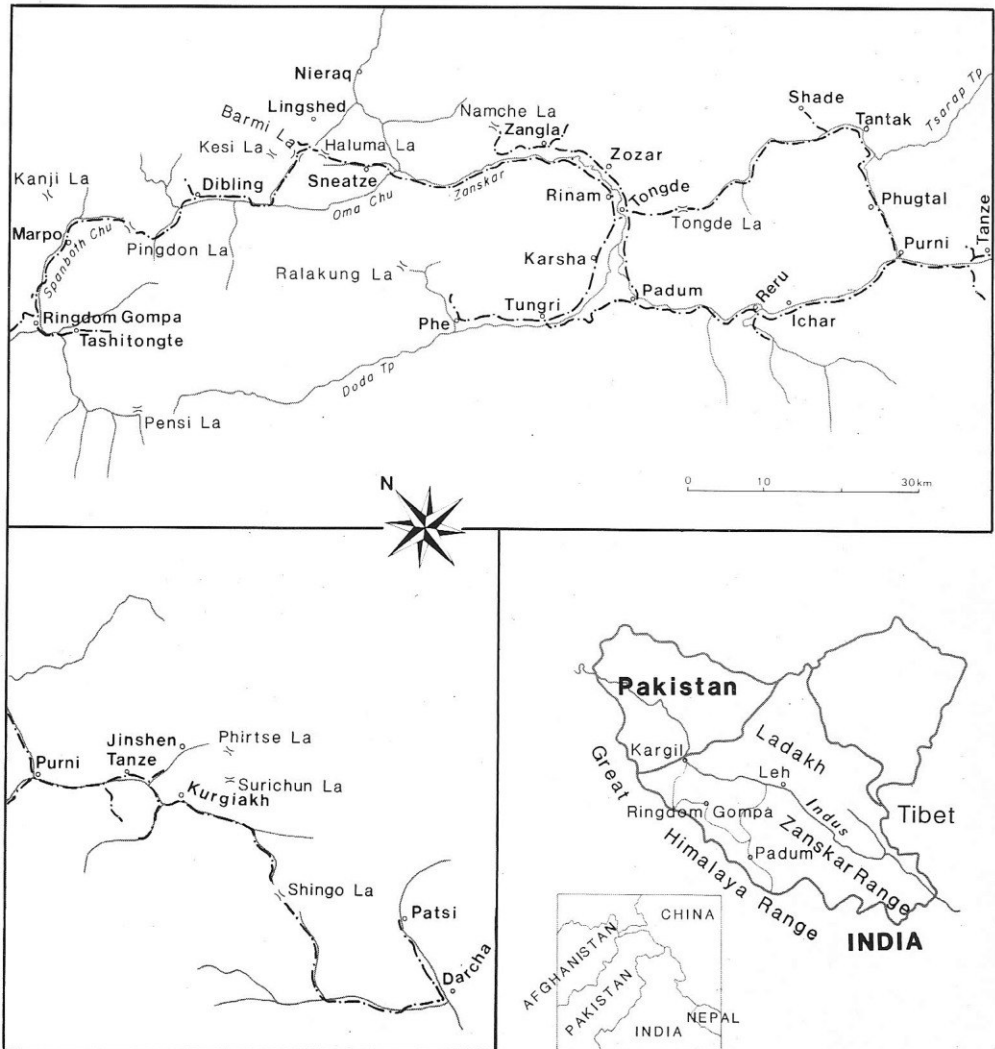 Nieraq
Lingshed
Barmi La
Kesi La
Haluma La
Namche La
Zangla
Shade
Tantak
Tsarap Tp
Kanji La
Dibling
Sneatze
Oma Chu
Zanskar
Zozar
Rinam
Tongde
Tongde La
Phugtal
Tanze
Marpo
Spanboth Chu
Pingdon La
Ralakung La
Karsha
Purni
Ringdom Gompa
Tashitongte
Phe
Tungri
Padum
Reru
Ichar
Doda Tp
Pensi La
N
0 10 30km
Jinshen
Tanze
Phirtse La
Purni
Surichun La
Kurgiakh
Shingo La
Patsi
Darcha
Pakistan
Kargil
Ladakh
Leh
Great
Himalaya Range
Ringdom Gompa
Indus
Tibet
Zanskar Range
Padum
INDIA
CHINA
AFGHANISTAN
PAKISTAN
INDIA
NEPAL